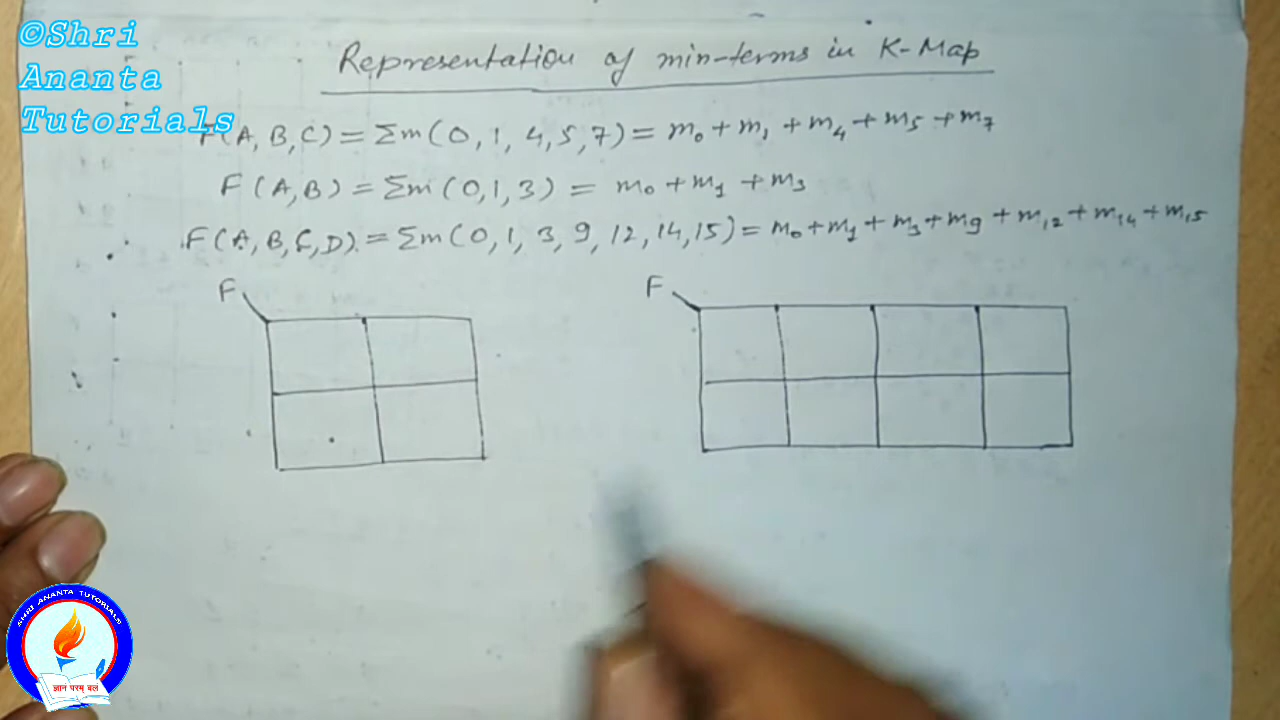 ©Shri
Ananta
Tutorials
Representation of min-terms in K-Map
F(A, B, C) = Σm(0, 1, 4, 5, 7) = m₀ + m₁ + m₄ + m₅ + m₇
F(A,B) = Σm(0,1,3) = m₀ + m₁ + m₃
F(A, B, C, D) = Σm(0, 1, 3, 9, 12, 14, 15) = m₀ + m₁ + m₃ + m₉ + m₁₂ + m₁₄ + m₁₅
F
F
SHRI ANANTA TUTORIALS
ज्ञान परम् बलं